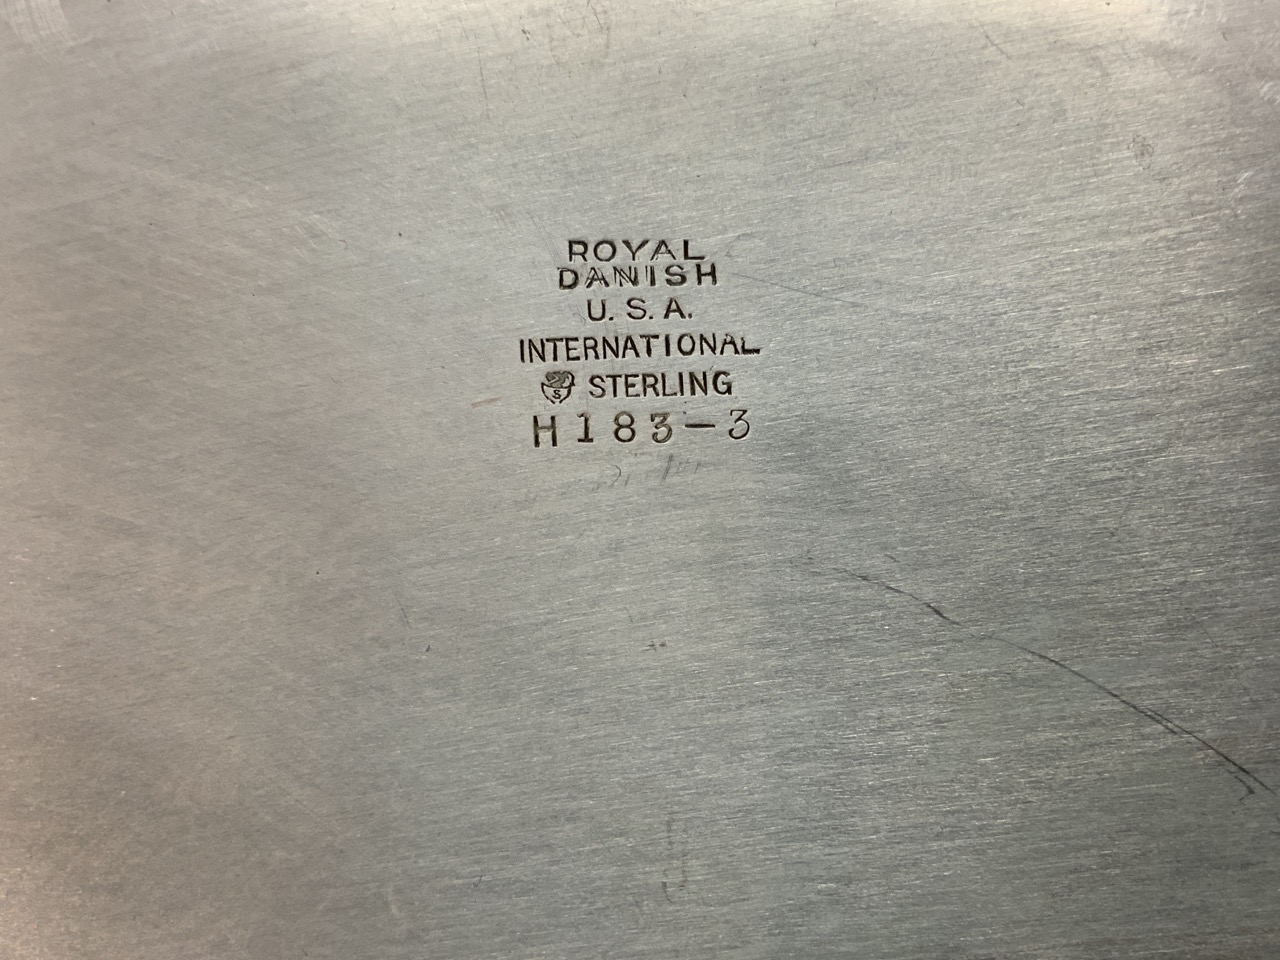 ROYAL
DANISH
U. S. A.
INTERNATIONAL
S STERLING
H183-3